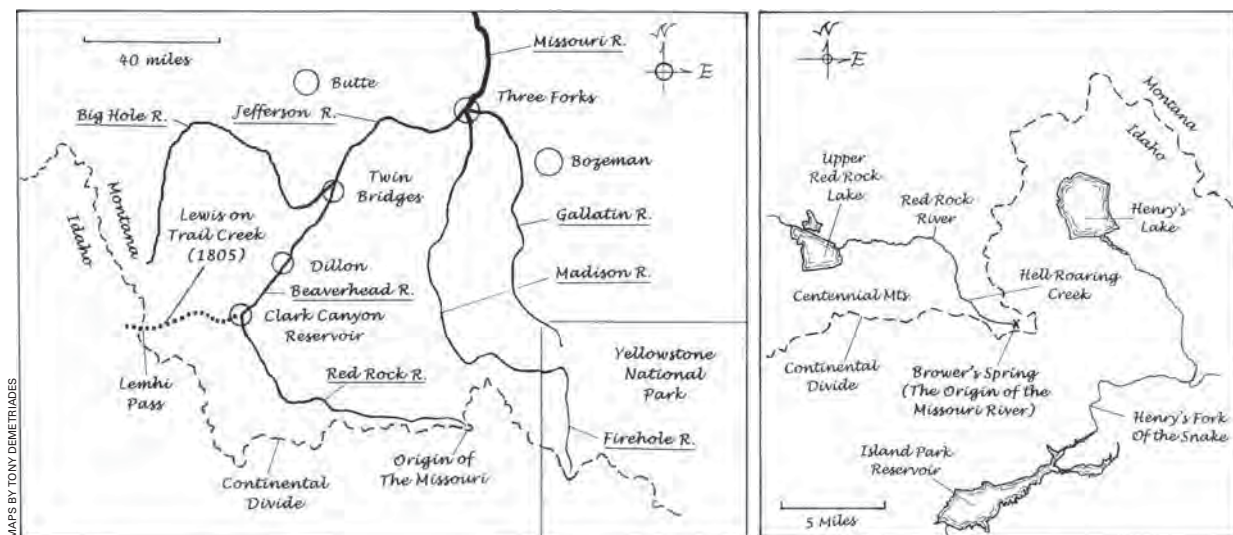 40 miles
Missouri R.
N
E
Butte
Three Forks
Big Hole R.
Jefferson R.
Bozeman
Twin
Bridges
Montana
Idaho
Lewis on
Trail Creek
(1805)
Gallatin R.
Dillon
Madison R.
Beaverhead R.
Clark Canyon
Reservoir
Yellowstone
National
Park
Lemhi
Pass
Red Rock R.
Firehole R.
Origin of
The Missouri
Continental
Divide
MAPS BY TONY DEMETRIADES
N
E
Montana
Idaho
Upper
Red Rock
Lake
Red Rock
River
Henry's
Lake
Hell Roaring
Creek
Centennial Mts.
Continental
Divide
Brower's Spring
(The Origin of the
Missouri River)
Henry's Fork
Of the Snake
Island Park
Reservoir
5 Miles